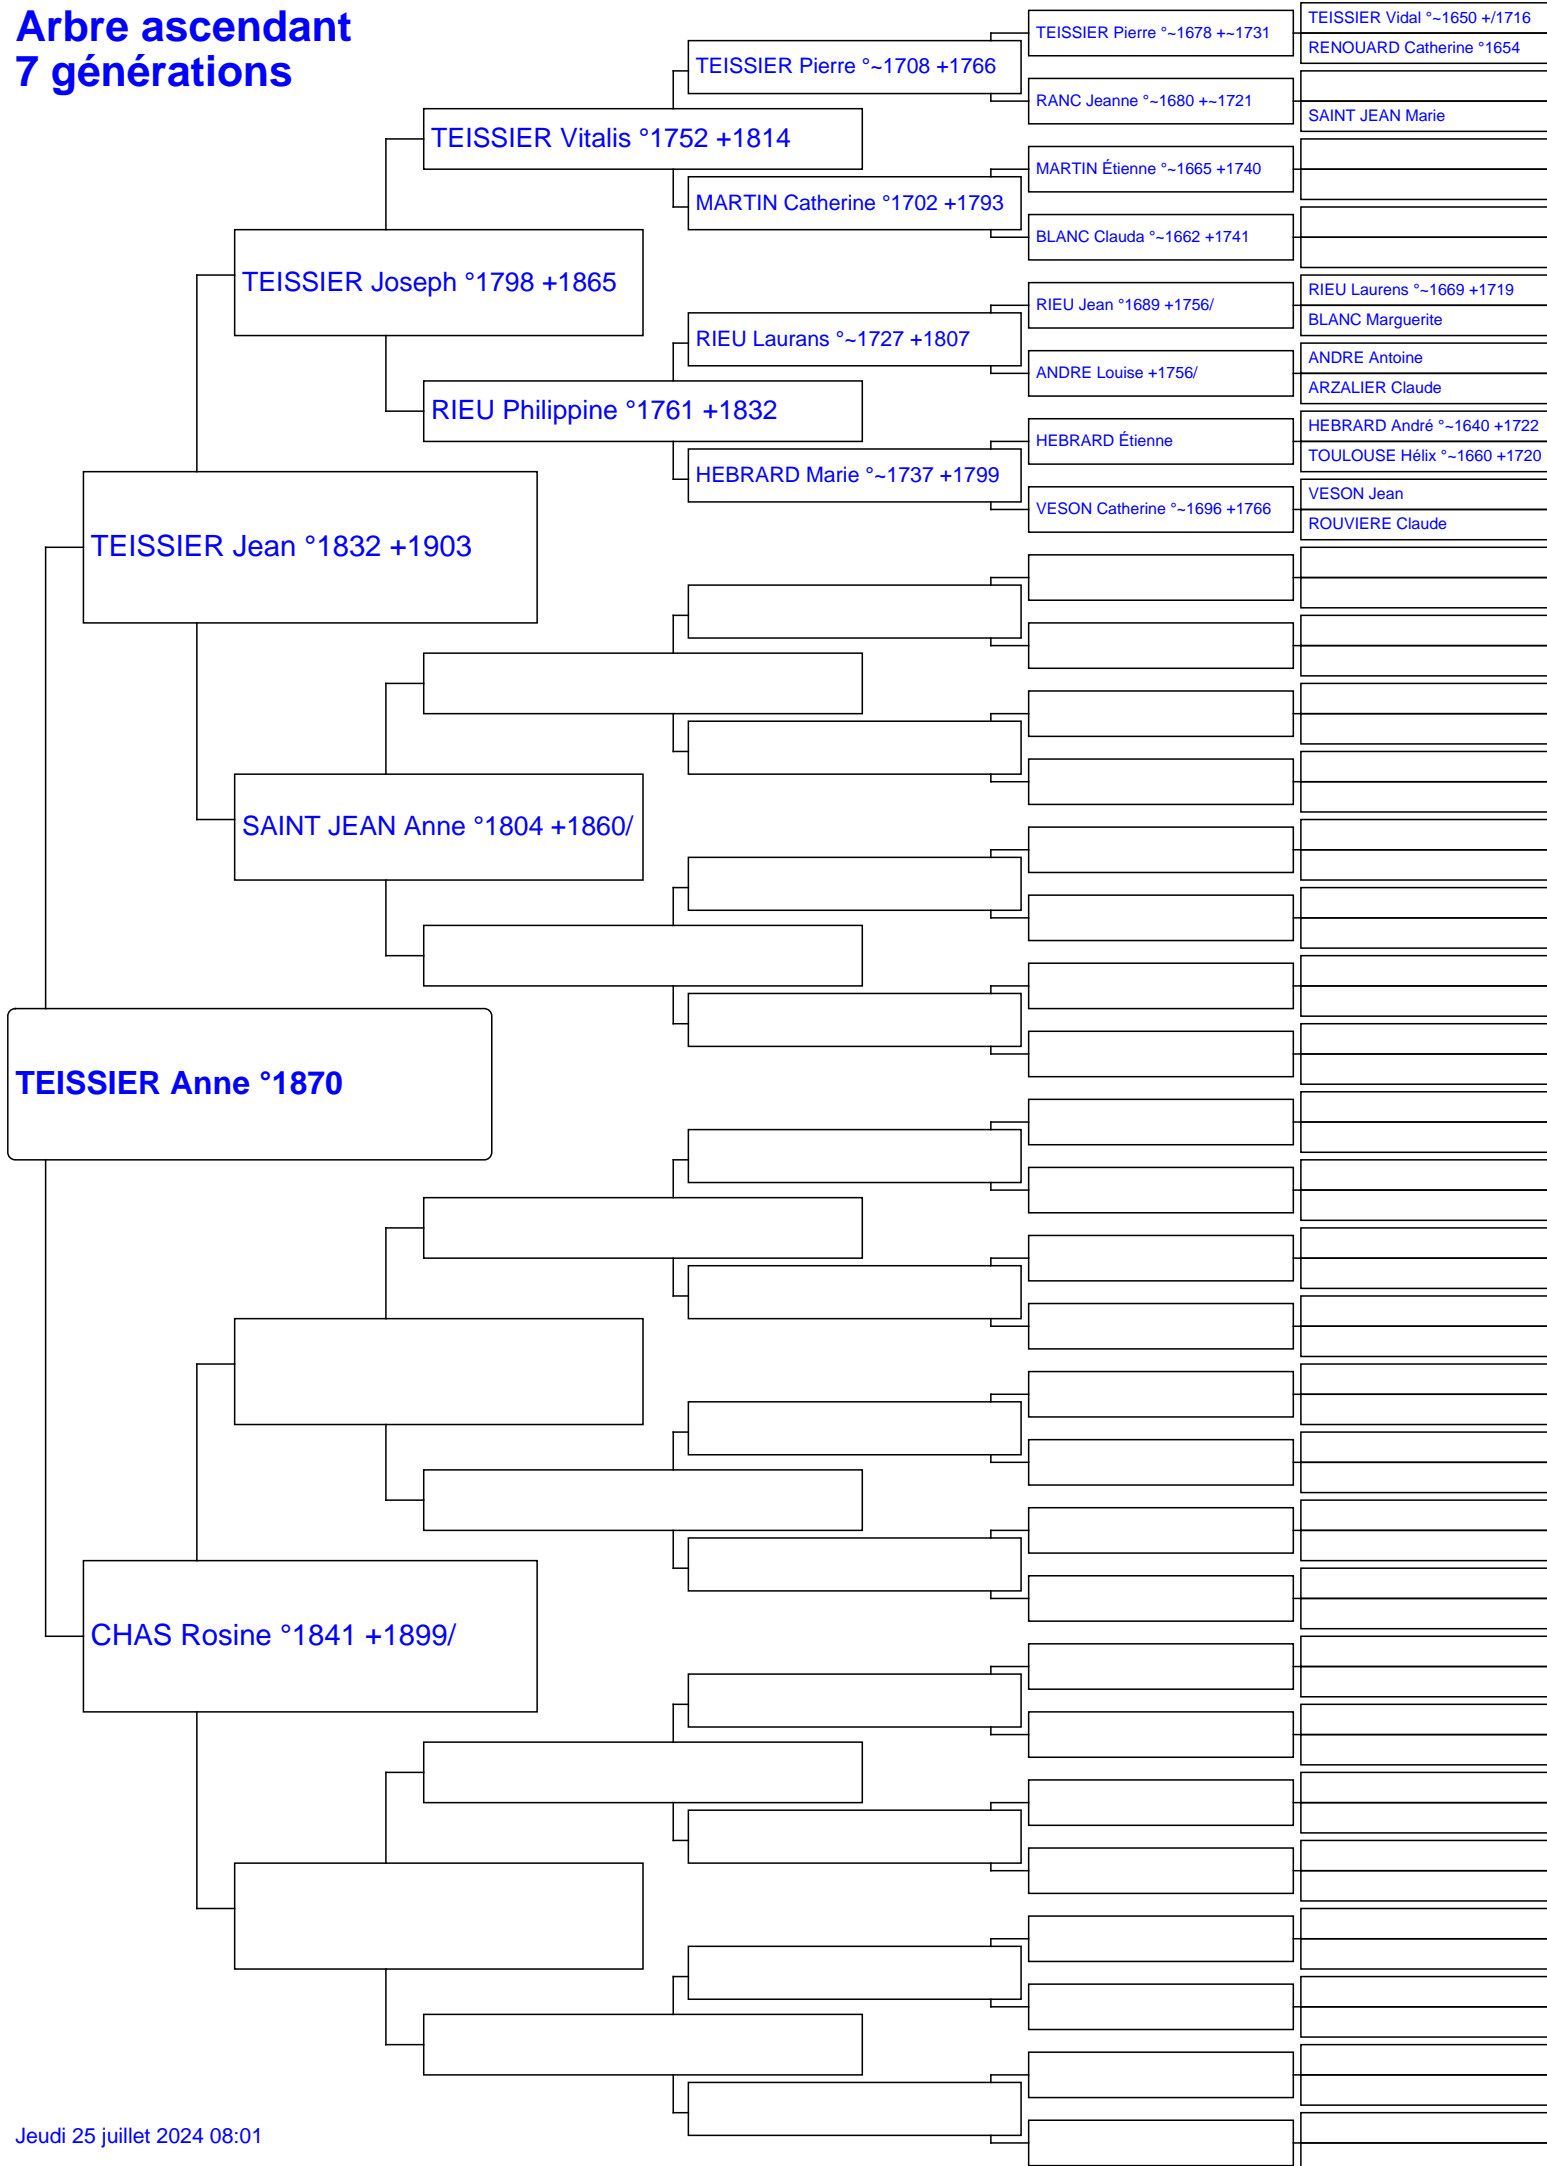 Arbre ascendant
7 générations
TEISSIER Anne °1870
TEISSIER Jean °1832 +1903
CHAS Rosine °1841 +1899/
TEISSIER Joseph °1798 +1865
SAINT JEAN Anne °1804 +1860/
TEISSIER Vitalis °1752 +1814
RIEU Philippine °1761 +1832
TEISSIER Pierre °~1708 +1766
MARTIN Catherine °1702 +1793
RIEU Laurans °~1727 +1807
HEBRARD Marie °~1737 +1799
TEISSIER Pierre °~1678 +~1731
RANC Jeanne °~1680 +~1721
MARTIN Étienne °~1665 +1740
BLANC Clauda °~1662 +1741
RIEU Jean °1689 +1756/
ANDRE Louise +1756/
HEBRARD Étienne
VESON Catherine °~1696 +1766
TEISSIER Vidal °~1650 +/1716
RENOUARD Catherine °1654
SAINT JEAN Marie
RIEU Laurens °~1669 +1719
BLANC Marguerite
ANDRE Antoine
ARZALIER Claude
HEBRARD André °~1640 +1722
TOULOUSE Hélix °~1660 +1720
VESON Jean
ROUVIERE Claude
Jeudi 25 juillet 2024 08:01